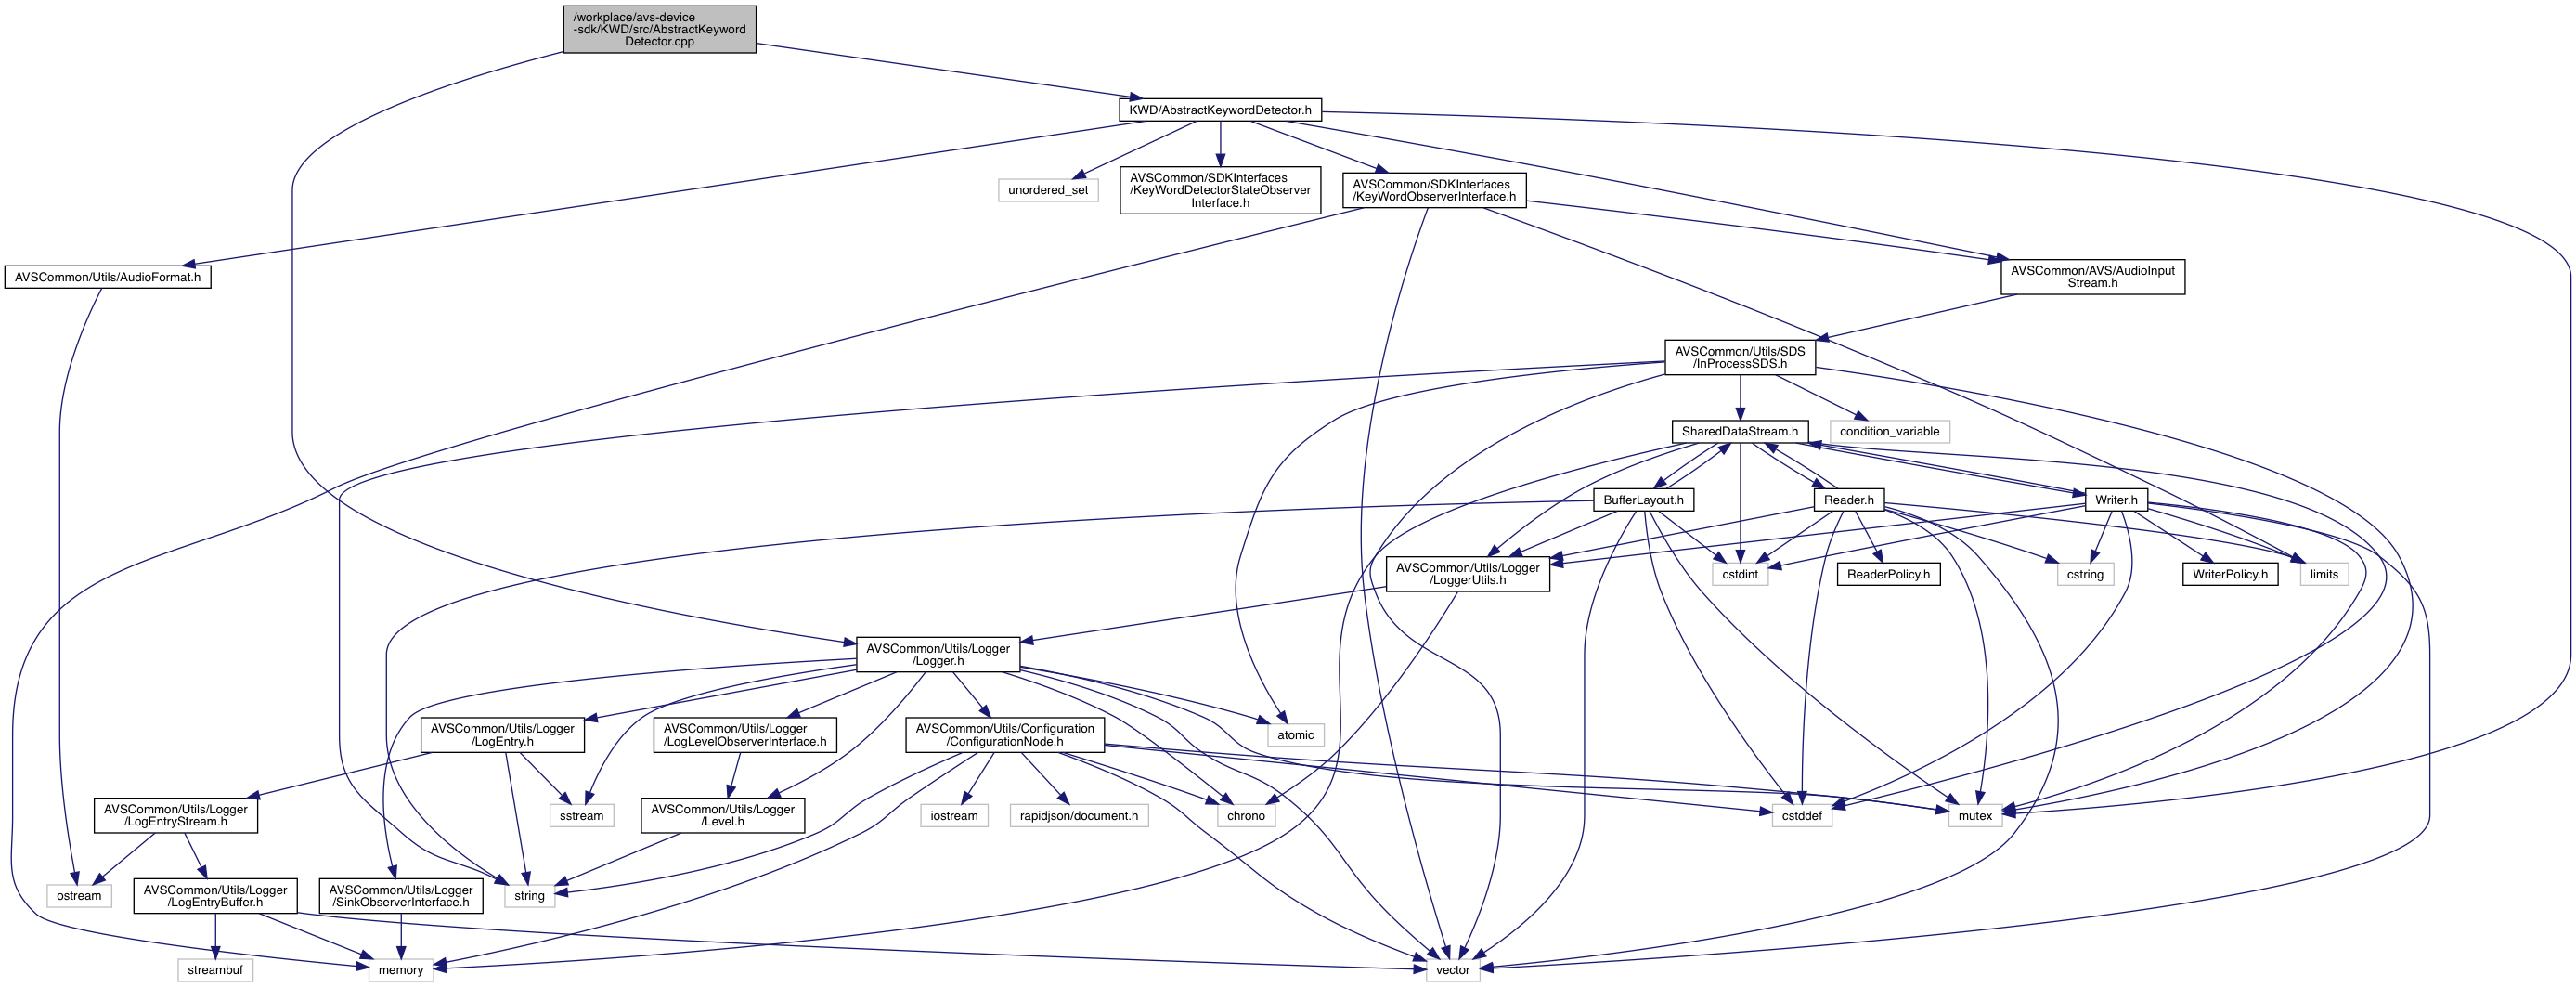 /workplace/avs-device
-sdk/KWD/src/AbstractKeyword
Detector.cpp
KWD/AbstractKeywordDetector.h
unordered_set
AVSCommon/SDKInterfaces
/KeyWordDetectorStateObserver
Interface.h
AVSCommon/SDKInterfaces
/KeyWordObserverInterface.h
AVSCommon/Utils/AudioFormat.h
AVSCommon/AVS/AudioInput
Stream.h
AVSCommon/Utils/SDS
/InProcessSDS.h
SharedDataStream.h
condition_variable
BufferLayout.h
Reader.h
Writer.h
AVSCommon/Utils/Logger
/LoggerUtils.h
cstdint
ReaderPolicy.h
cstring
WriterPolicy.h
limits
AVSCommon/Utils/Logger
/Logger.h
AVSCommon/Utils/Logger
/LogEntry.h
AVSCommon/Utils/Logger
/LogLevelObserverInterface.h
AVSCommon/Utils/Configuration
/ConfigurationNode.h
atomic
AVSCommon/Utils/Logger
/LogEntryStream.h
sstream
AVSCommon/Utils/Logger
/Level.h
iostream
rapidjson/document.h
chrono
cstddef
mutex
ostream
AVSCommon/Utils/Logger
/LogEntryBuffer.h
AVSCommon/Utils/Logger
/SinkObserverInterface.h
string
streambuf
memory
vector